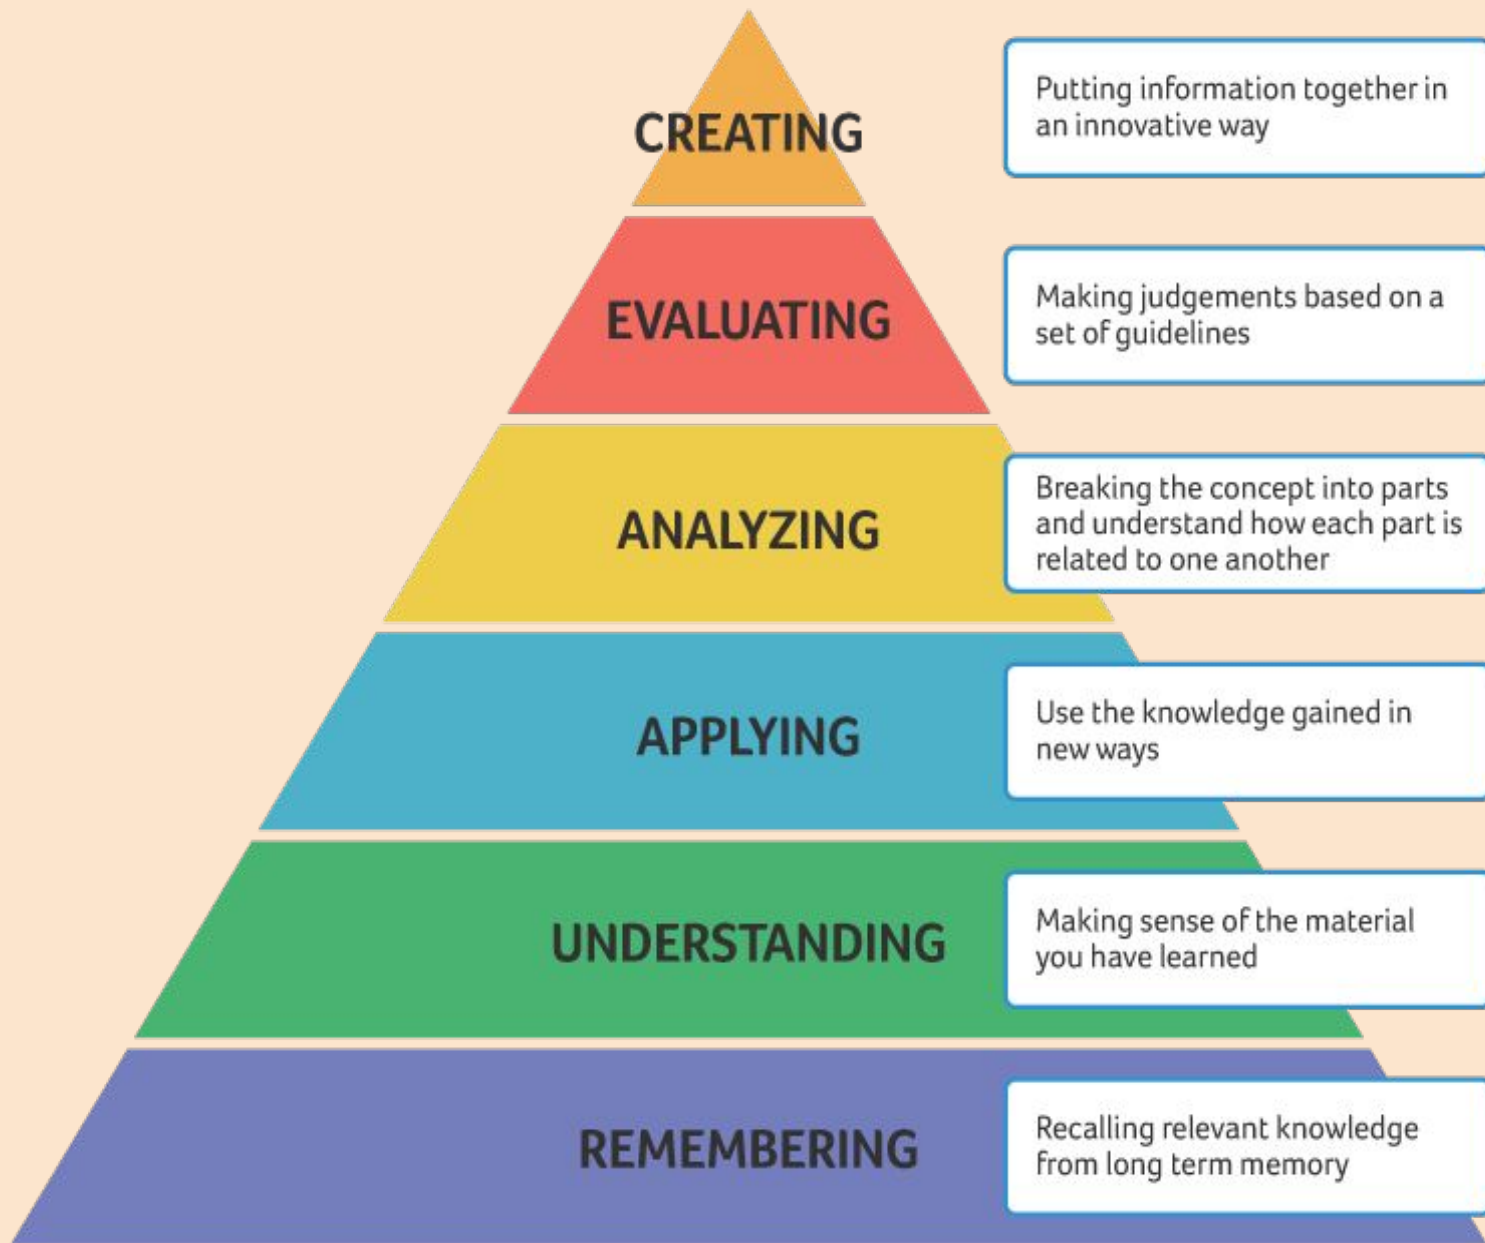 CREATING
Putting information together in
an innovative way
EVALUATING
Making judgements based on a
set of guidelines
ANALYZING
Breaking the concept into parts
and understand how each part is
related to one another
APPLYING
Use the knowledge gained in
new ways
UNDERSTANDING
Making sense of the material
you have learned
REMEMBERING
Recalling relevant knowledge
from long term memory